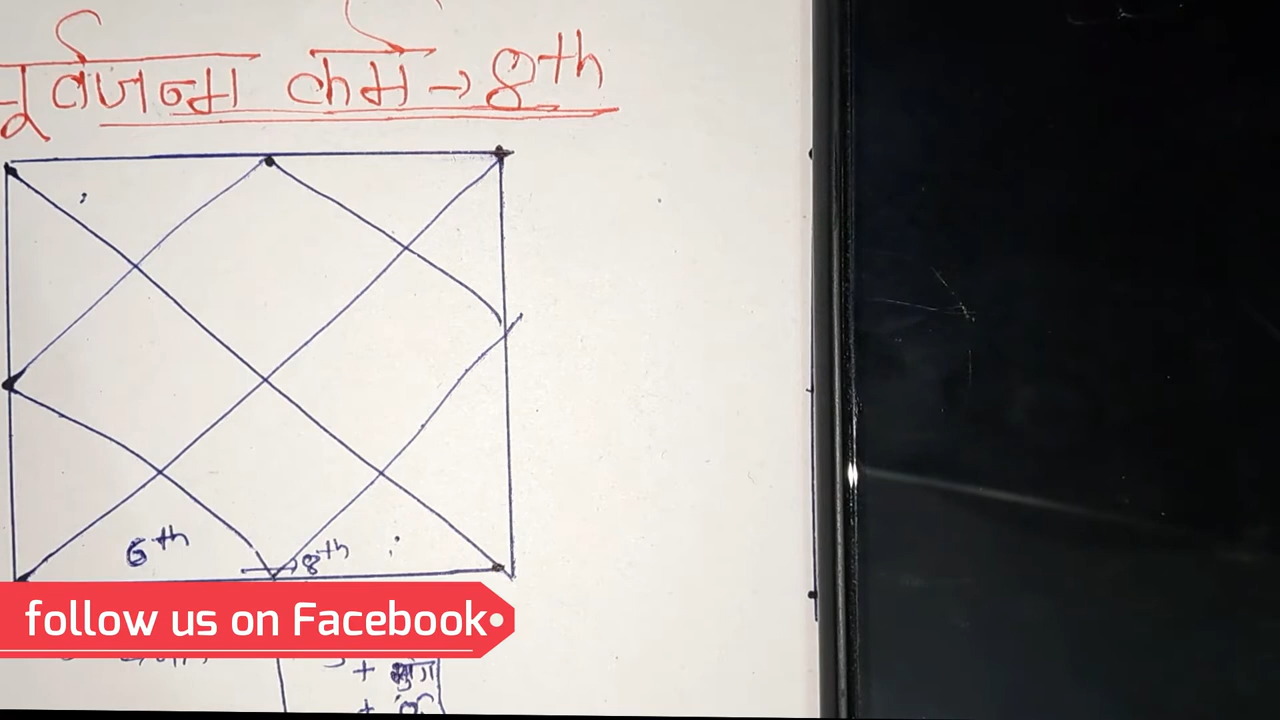 पूर्वजन्म कर्म → 8th
6th → 8th
follow us on Facebook
+
+